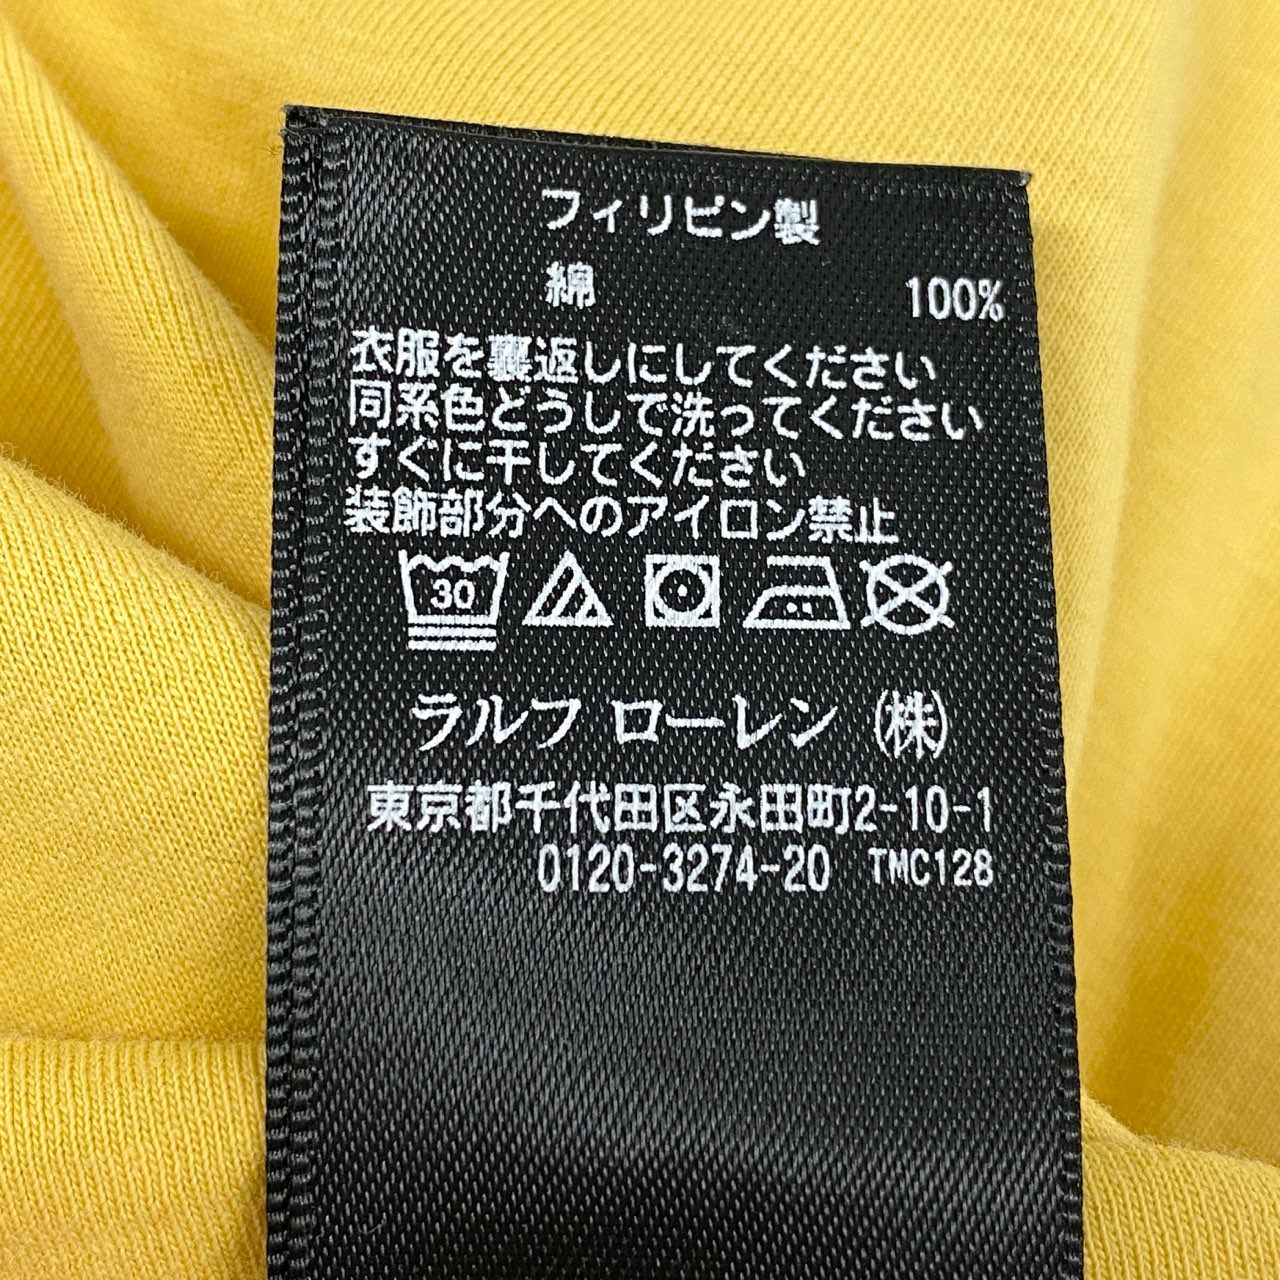 フィリピン製
綿 100%
衣服を裏返しにしてください
同系色どうしで洗ってください
すぐに干してください
装飾部分へのアイロン禁止
30
ラルフ ローレン (株)
東京都千代田区永田町2-10-1
0120-3274-20 TMC128